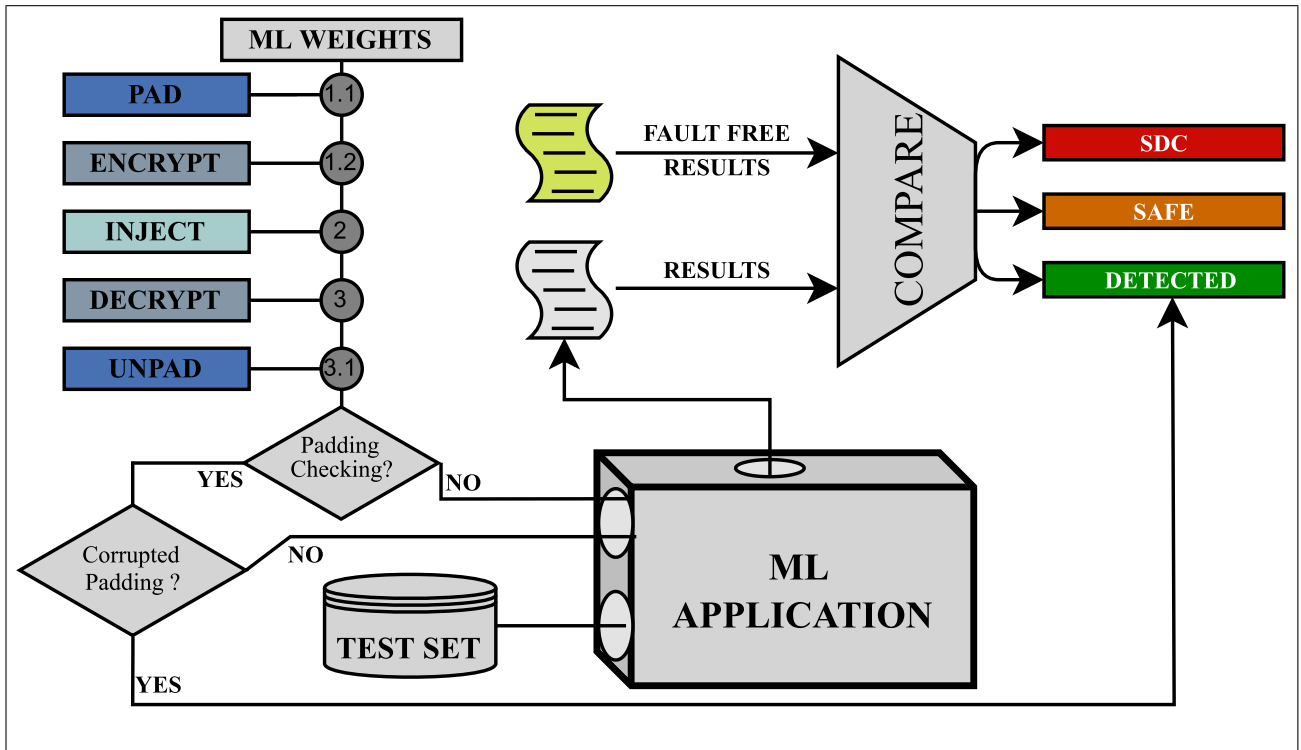 ML WEIGHTS
PAD
1.1
ENCRYPT
1.2
INJECT
2
DECRYPT
3
UNPAD
3.1
Padding
Checking?
YES
NO
Corrupted
Padding ?
NO
YES
TEST SET
ML
APPLICATION
FAULT FREE
RESULTS
RESULTS
COMPARE
SDC
SAFE
DETECTED